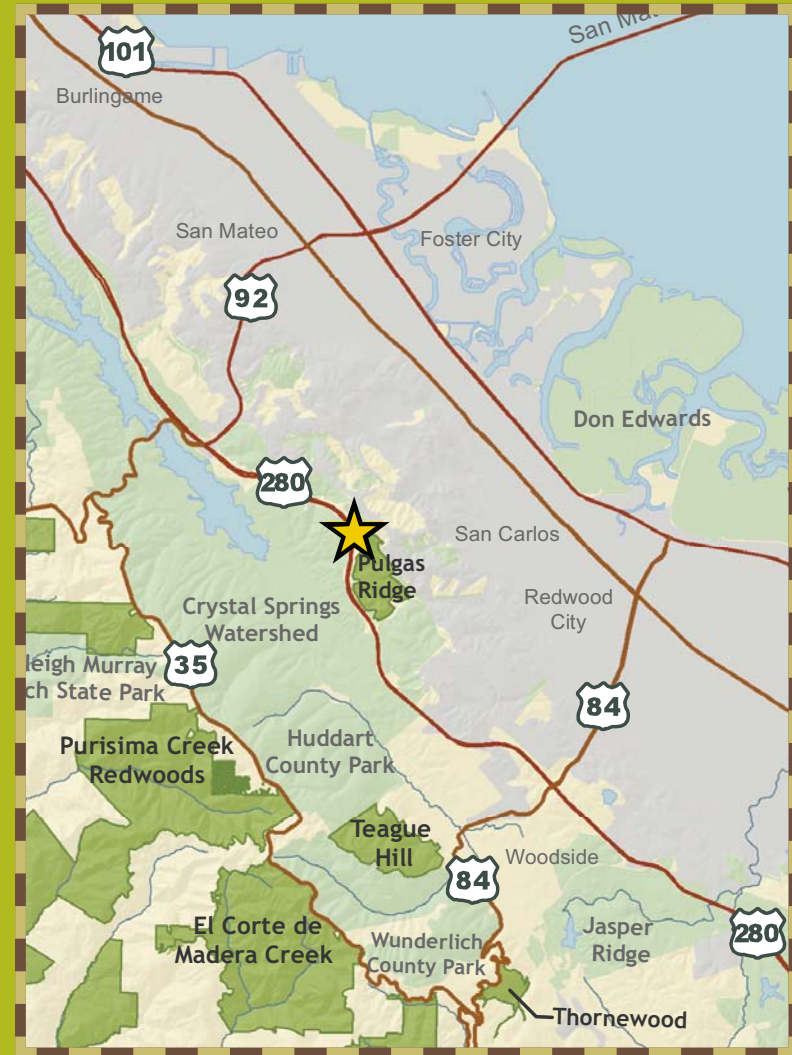 San Ma
101
Burlingame
San Mateo
Foster City
92
Don Edwards
280
San Carlos
Pulgas
Ridge
Redwood
City
Crystal Springs
Watershed
35
leigh Murray
ch State Park
84
Purisima Creek
Redwoods
Huddart
County Park
Teague
Hill
Woodside
84
El Corte de
Madera Creek
Jasper
Ridge
280
Wunderlich
County Park
Thornewood